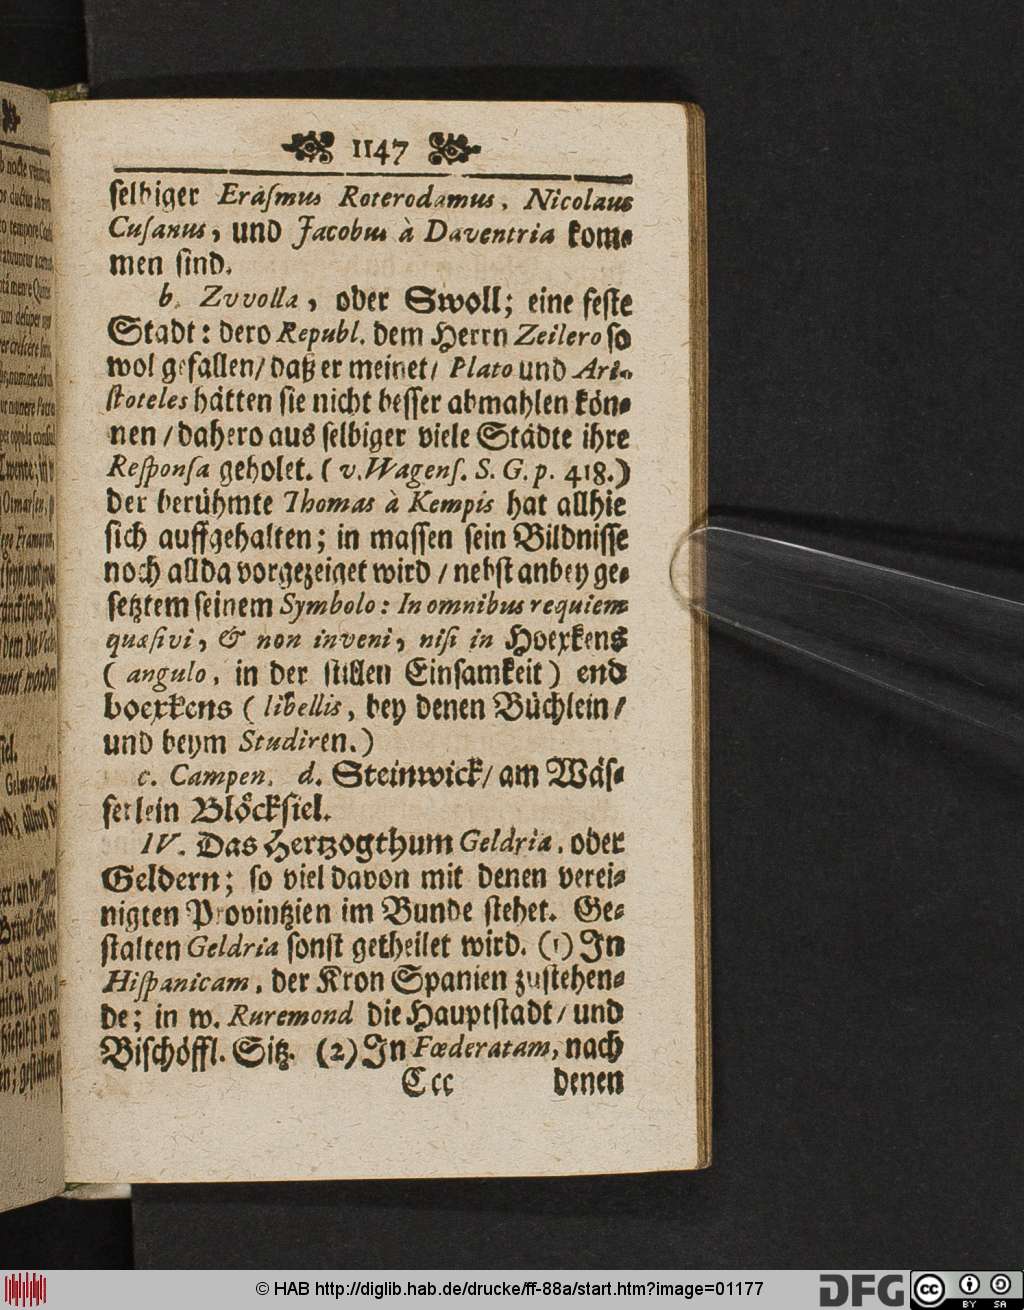 1147
selbiger Erasmus Roterodamus, Nicolaus
Cusanus, und Jacobus à Daventria kom-
men sind.
b. Zvvolla, oder Swoll; eine feste
Stadt: dero Republ. dem Herrn Zeilero so
wol gefallen/ daß er meinet/ Plato und Ari-
stoteles hätten sie nicht besser abmahlen kön-
nen / dahero aus selbiger viele Städte ihre
Responsa geholet. ( v. Wagens. S. G. p. 418.)
Der berühmte Thomas à Kempis hat allhie
sich auffgehalten; in massen sein Bildnisse
noch allda vorgezeiget wird / nebst anbey ge-
setztem seinem Symbolo: In omnibus requiem
quæsivi, & non inveni, nisi in Hoexkens
( angulo, in der stillen Einsamkeit ) end
boexkens ( libellis, bey denen Büchlein/
und beym Studiren.)
c. Campen. d. Steinwick/ am Wäs-
serlein Blöcksiel.
IV. Das Hertzogthum Geldria, oder
Geldern; so viel davon mit denen verei-
nigten Provintzien im Bunde stehet. Ge-
stalten Geldria sonst getheilet wird. (1) In
Hispanicam, der Kron Spanien zustehen-
de; in w. Ruremond die Hauptstadt/ und
Bischöffl. Sitz. (2) In Fœderatam, nach
Ccc denen
© HAB http://diglib.hab.de/drucke/ff-88a/start.htm?image=01177
DFG
cc BY SA